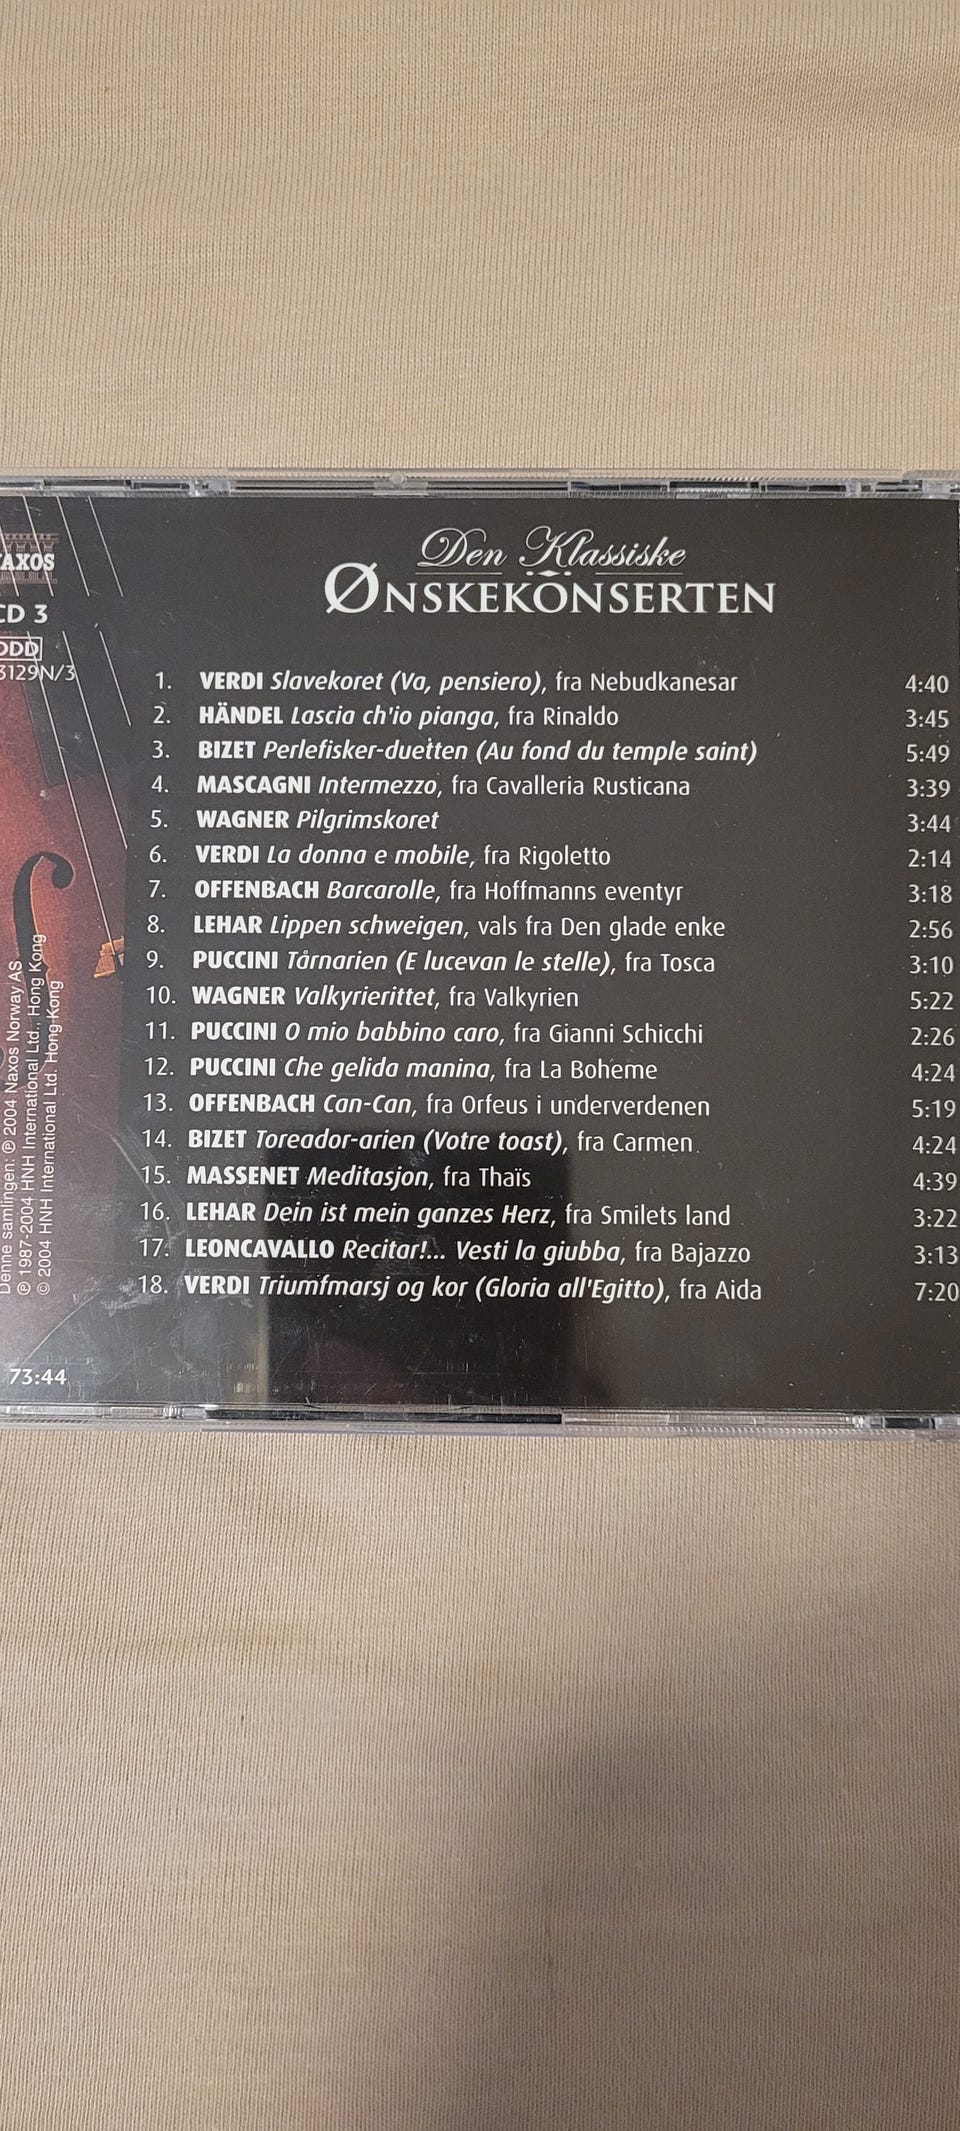 NAXOS
CD 3
DDD
3129N/3
Den Klassiske
ØNSKEKONSERTEN
1. VERDI Slavekoret (Va, pensiero), fra Nebudkanesar 4:40
2. HÄNDEL Lascia ch'io pianga, fra Rinaldo 3:45
3. BIZET Perlefisker-duetten (Au fond du temple saint) 5:49
4. MASCAGNI Intermezzo, fra Cavalleria Rusticana 3:39
5. WAGNER Pilgrimskoret 3:44
6. VERDI La donna e mobile, fra Rigoletto 2:14
7. OFFENBACH Barcarolle, fra Hoffmanns eventyr 3:18
8. LEHAR Lippen schweigen, vals fra Den glade enke 2:56
9. PUCCINI Tårnarien (E lucevan le stelle), fra Tosca 3:10
10. WAGNER Valkyrierittet, fra Valkyrien 5:22
11. PUCCINI O mio babbino caro, fra Gianni Schicchi 2:26
12. PUCCINI Che gelida manina, fra La Boheme 4:24
13. OFFENBACH Can-Can, fra Orfeus i underverdenen 5:19
14. BIZET Toreador-arien (Votre toast), fra Carmen 4:24
15. MASSENET Meditasjon, fra Thaïs 4:39
16. LEHAR Dein ist mein ganzes Herz, fra Smilets land 3:22
17. LEONCAVALLO Recitar!... Vesti la giubba, fra Bajazzo 3:13
18. VERDI Triumfmarsj og kor (Gloria all'Egitto), fra Aida 7:20
Denne samlingen: ℗ 2004 Naxos Norway AS
℗ 1987-2004 HNH International Ltd., Hong Kong
© 2004 HNH International Ltd. Hong Kong
73:44